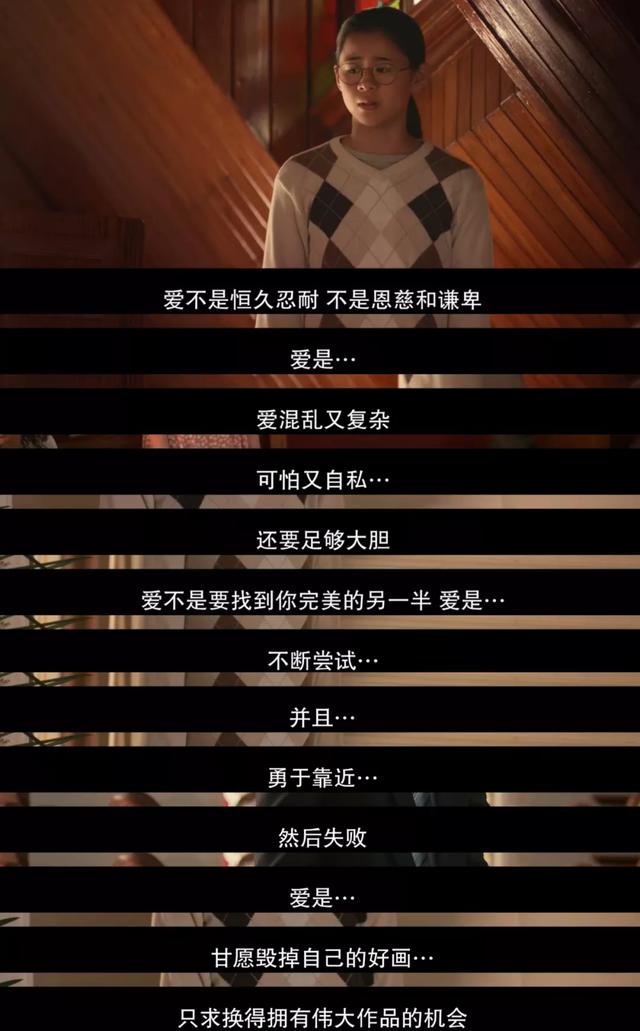 爱不是恒久忍耐 不是恩慈和谦卑
爱是…
爱混乱又复杂
可怕又自私…
还要足够大胆
爱不是要找到你完美的另一半 爱是…
不断尝试…
并且…
勇于靠近…
然后失败
爱是…
甘愿毁掉自己的好画…
只求换得拥有伟大作品的机会